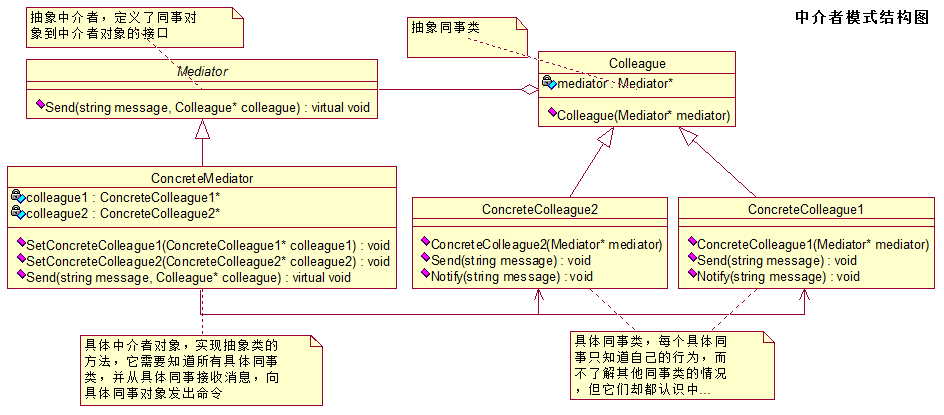 中介者模式结构图
抽象中介者，定义了同事对
象到中介者对象的接口
抽象同事类
Mediator
Send(string message, Colleague* colleague) : virtual void
Colleague
mediator : Mediator*
Colleague(Mediator* mediator)
ConcreteMediator
colleague1 : ConcreteColleague1*
colleague2 : ConcreteColleague2*
SetConcreteColleague1(ConcreteColleague1* colleague1) : void
SetConcreteColleague2(ConcreteColleague2* colleague2) : void
Send(string message, Colleague* colleague) : virtual void
ConcreteColleague2
ConcreteColleague2(Mediator* mediator)
Send(string message) : void
Notify(string message) : void
ConcreteColleague1
ConcreteColleague1(Mediator* mediator)
Send(string message) : void
Notify(string message) : void
具体中介者对象，实现抽象类的
方法，它需要知道所有具体同事
类，并从具体同事接收消息，向
具体同事对象发出命令
具体同事类，每个具体同
事只知道自己的行为，而
不了解其他同事类的情况
，但它们却都认识中...